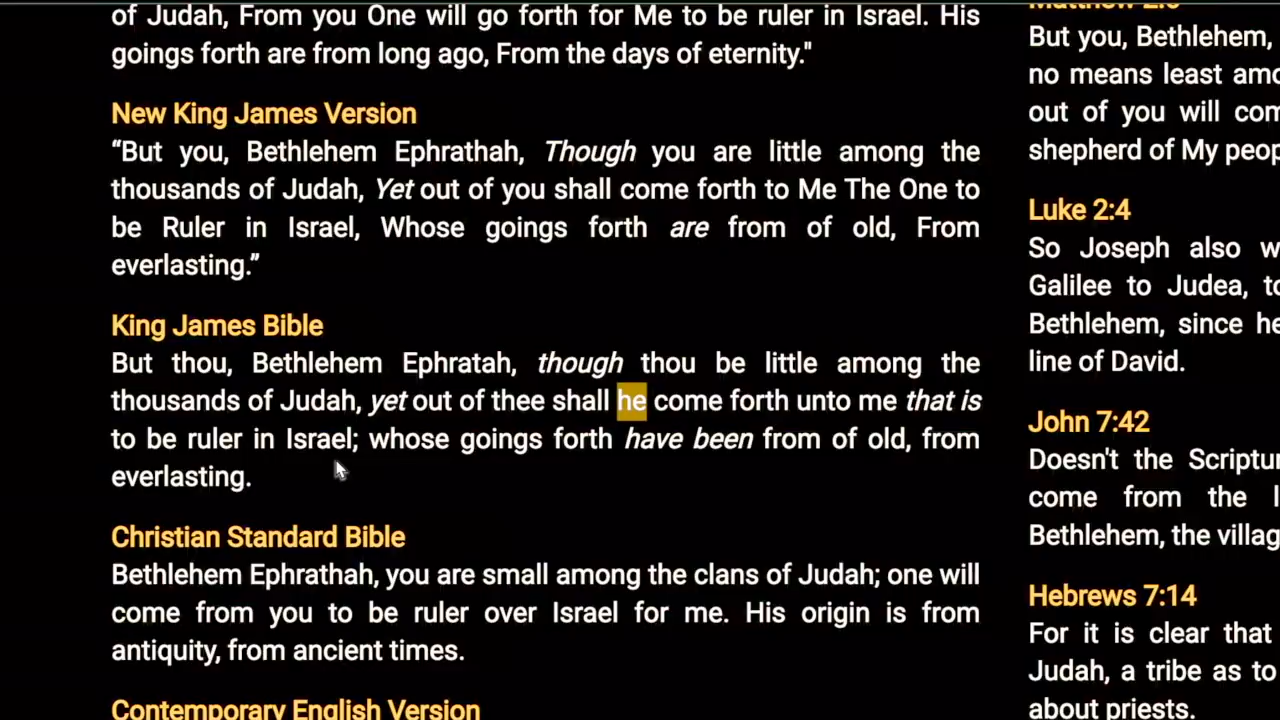 of Judah, From you One will go forth for Me to be ruler in Israel. His
goings forth are from long ago, From the days of eternity."
New King James Version
“But you, Bethlehem Ephrathah, Though you are little among the
thousands of Judah, Yet out of you shall come forth to Me The One to
be Ruler in Israel, Whose goings forth are from of old, From
everlasting.”
King James Bible
But thou, Bethlehem Ephratah, though thou be little among the
thousands of Judah, yet out of thee shall he come forth unto me that is
to be ruler in Israel; whose goings forth have been from of old, from
everlasting.
Christian Standard Bible
Bethlehem Ephrathah, you are small among the clans of Judah; one will
come from you to be ruler over Israel for me. His origin is from
antiquity, from ancient times.
Contemporary English Version
But you, Bethlehem,
no means least
out of you will
shepherd of My
Luke 2:4
So Joseph also
Galilee to Judea,
Bethlehem, since
line of David.
John 7:42
Doesn't the
come from the
Bethlehem, the
Hebrews 7:14
For it is clear that
Judah, a tribe as to
about priests.